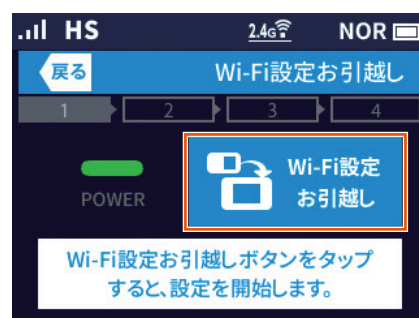 HS 2.4G NOR
戻る Wi-Fi設定お引越し
1 2 3 4
POWER
Wi-Fi設定
お引越し
Wi-Fi設定お引越しボタンをタップ
すると、設定を開始します。